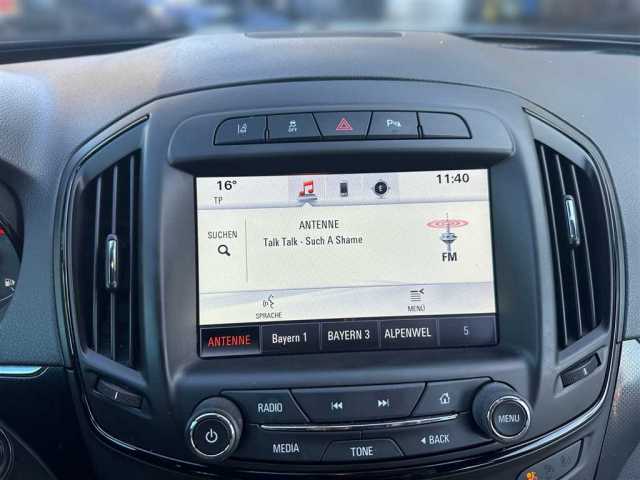 OFF
P
16°
TP
11:40
ANTENNE
SUCHEN
Talk Talk - Such A Shame
FM
SPRACHE
MENÜ
ANTENNE
Bayern 1
BAYERN 3
ALPENWEL
5
RADIO
MENU
MEDIA
TONE
BACK